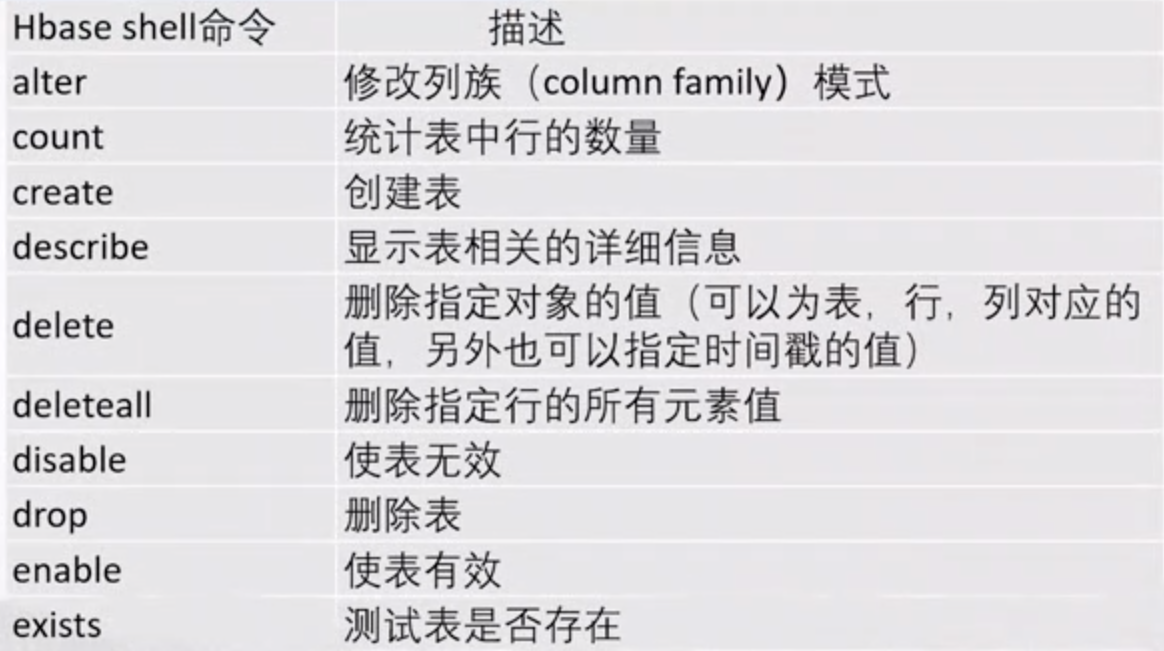 Hbase shell命令 描述
alter 修改列族（column family）模式
count 统计表中行的数量
create 创建表
describe 显示表相关的详细信息
delete 删除指定对象的值（可以为表，行，列对应的
值，另外也可以指定时间戳的值）
deleteall 删除指定行的所有元素值
disable 使表无效
drop 删除表
enable 使表有效
exists 测试表是否存在